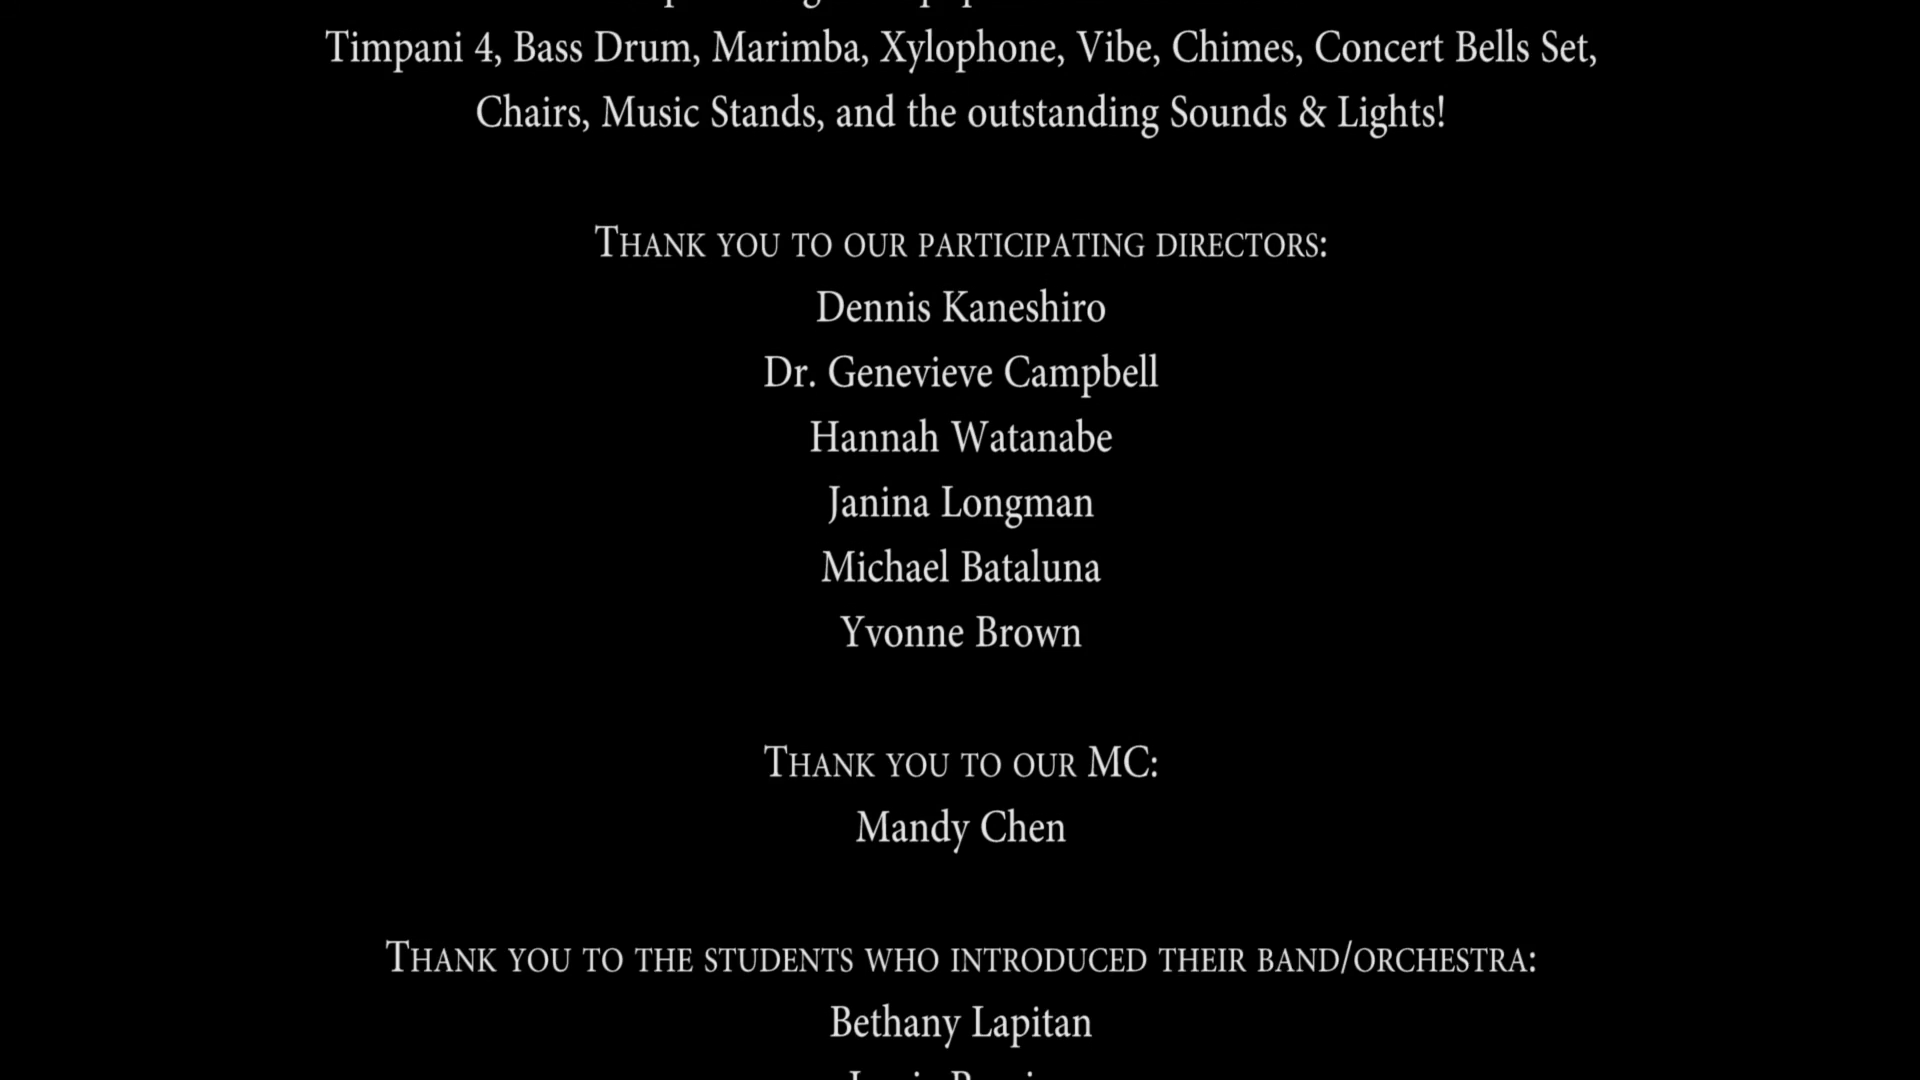 Timpani 4, Bass Drum, Marimba, Xylophone, Vibe, Chimes, Concert Bells Set,
Chairs, Music Stands, and the outstanding Sounds & Lights!
Thank you to our participating directors:
Dennis Kaneshiro
Dr. Genevieve Campbell
Hannah Watanabe
Janina Longman
Michael Bataluna
Yvonne Brown
Thank you to our MC:
Mandy Chen
Thank you to the students who introduced their band/orchestra:
Bethany Lapitan